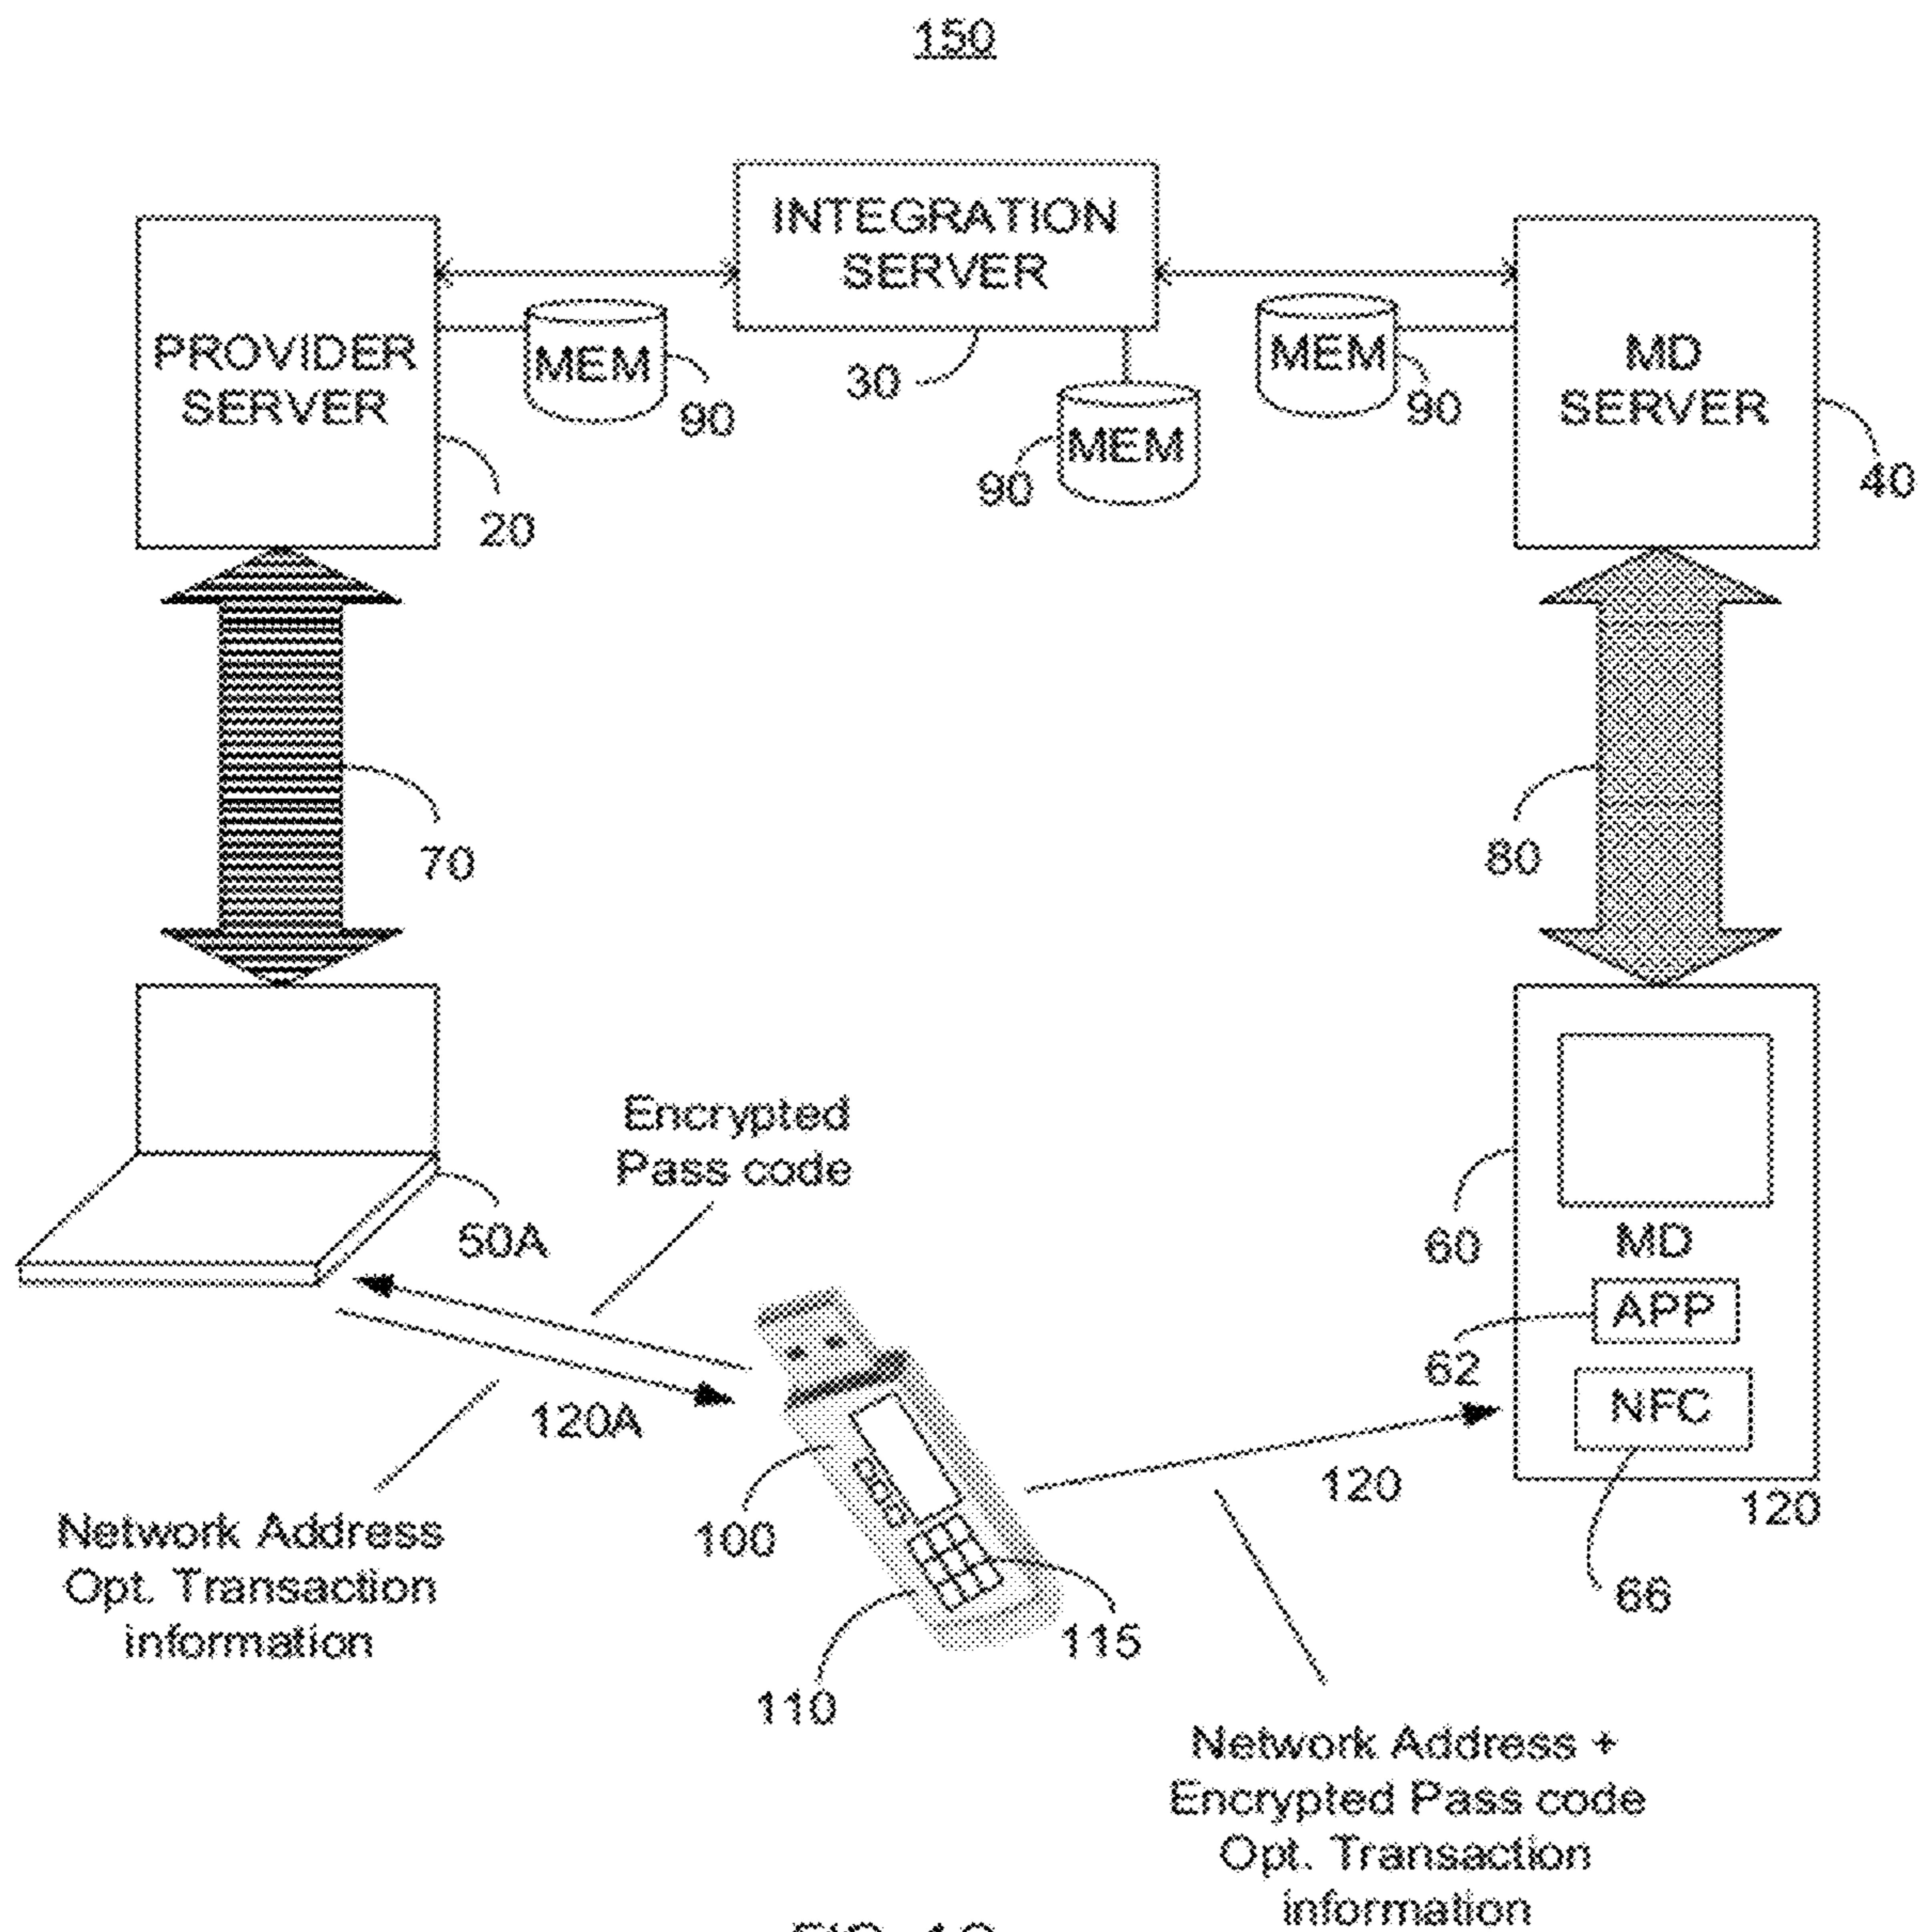 150
INTEGRATION
SERVER
PROVIDER
SERVER
MEM
90
30
MEM
90
MEM
90
MD
SERVER
40
20
70
80
Encrypted
Pass code
50A
60
MD
APP
62
NFC
120A
120
120
66
100
115
110
Network Address
Opt. Transaction
information
Network Address +
Encrypted Pass code
Opt. Transaction
information